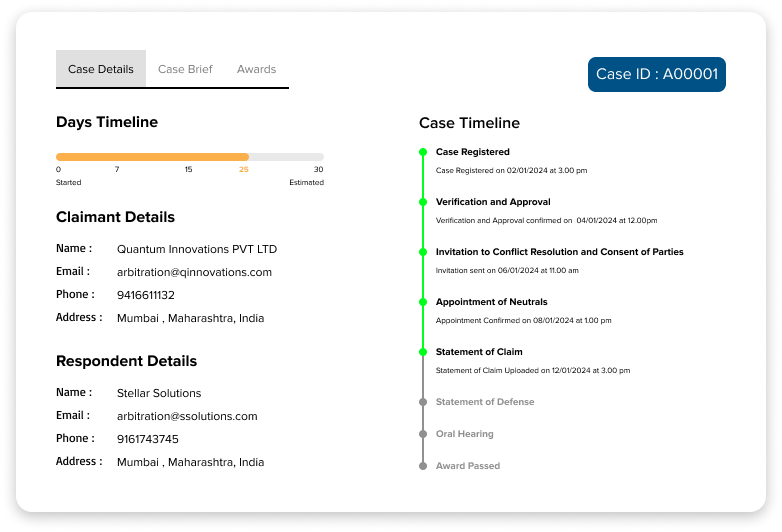 Case Details Case Brief Awards
Case ID : A00001
Days Timeline
0 7 15 25 30
Started Estimated
Claimant Details
Name : Quantum Innovations PVT LTD
Email : arbitration@qinnovations.com
Phone : 9416611132
Address : Mumbai , Maharashtra, India
Respondent Details
Name : Stellar Solutions
Email : arbitration@ssolutions.com
Phone : 9161743745
Address : Mumbai , Maharashtra, India
Case Timeline
Case Registered
Case Registered on 02/01/2024 at 3.00 pm
Verification and Approval
Verification and Approval confirmed on  04/01/2024 at 12.00pm
Invitation to Conflict Resolution and Consent of Parties
Invitation sent on 06/01/2024 at 11.00 am
Appointment of Neutrals
Appointment Confirmed on 08/01/2024 at 1.00 pm
Statement of Claim
Statement of Claim Uploaded on 12/01/2024 at 3.00 pm
Statement of Defense
Oral Hearing
Award Passed